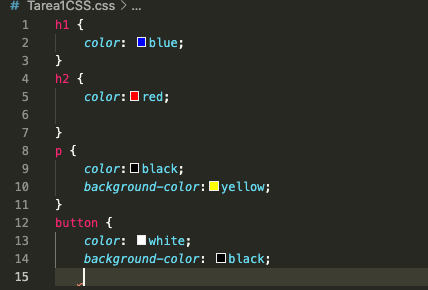 # Tarea1CSS.css > ...
1 h1 {
2 color: blue;
3 }
4 h2 {
5 color: red;
6
7 }
8 p {
9 color: black;
10 background-color: yellow;
11 }
12 button {
13 color: white;
14 background-color: black;
15